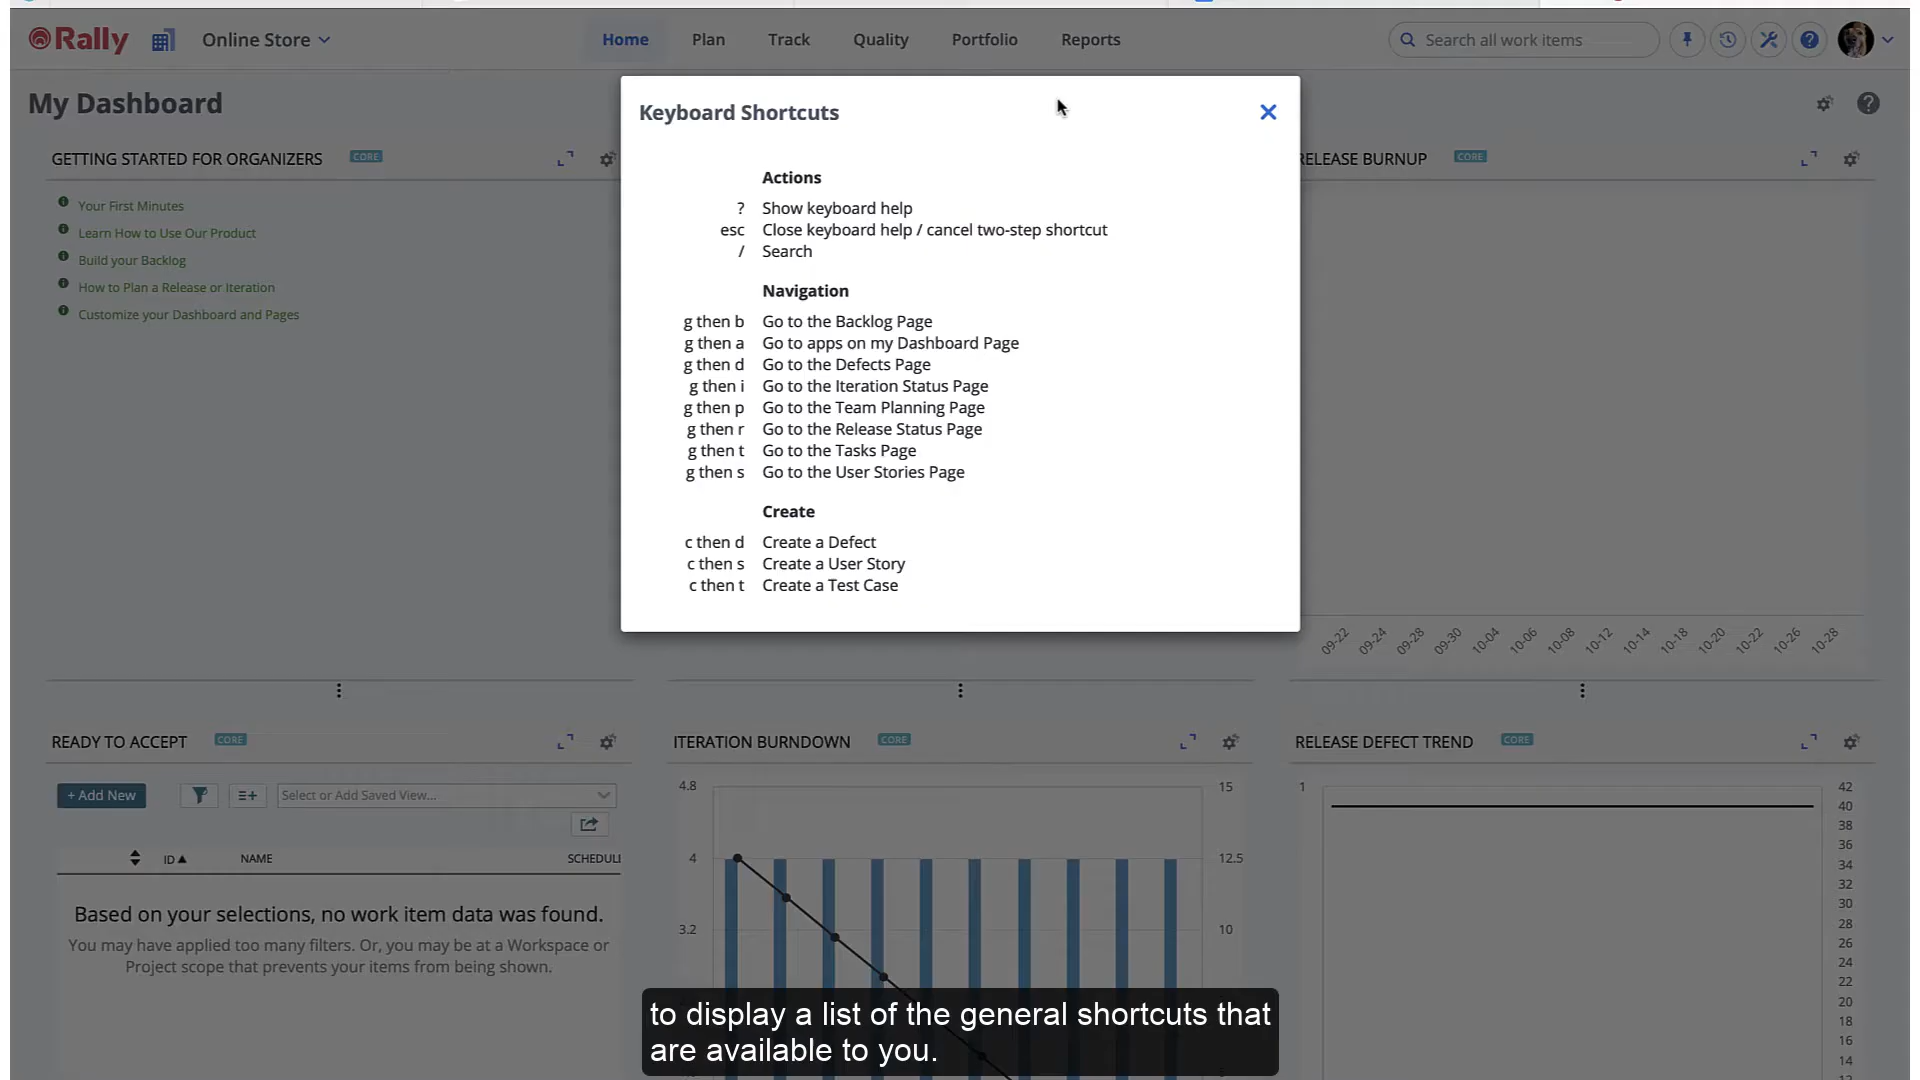 Rally
Online Store
Home
Plan
Track
Quality
Portfolio
Reports
Search all work items
My Dashboard
GETTING STARTED FOR ORGANIZERS CORE
Your First Minutes
Learn How to Use Our Product
Build your Backlog
How to Plan a Release or Iteration
Customize your Dashboard and Pages
Keyboard Shortcuts
Actions
? Show keyboard help
esc Close keyboard help / cancel two-step shortcut
/ Search
Navigation
g then b Go to the Backlog Page
g then a Go to apps on my Dashboard Page
g then d Go to the Defects Page
g then i Go to the Iteration Status Page
g then p Go to the Team Planning Page
g then r Go to the Release Status Page
g then t Go to the Tasks Page
g then s Go to the User Stories Page
Create
c then d Create a Defect
c then s Create a User Story
c then t Create a Test Case
RELEASE BURNUP CORE
09-22 09-24 09-28 09-30 10-04 10-06 10-08 10-12 10-14 10-18 10-20 10-22 10-26 10-28
READY TO ACCEPT CORE
+ Add New
Select or Add Saved View...
ID NAME SCHEDUL
Based on your selections, no work item data was found.
You may have applied too many filters. Or, you may be at a Workspace or
Project scope that prevents your items from being shown.
ITERATION BURNDOWN CORE
4.8
4
3.2
15
12.5
10
RELEASE DEFECT TREND CORE
1
42
40
38
36
34
32
30
28
26
24
22
20
18
16
14
12
to display a list of the general shortcuts that
are available to you.